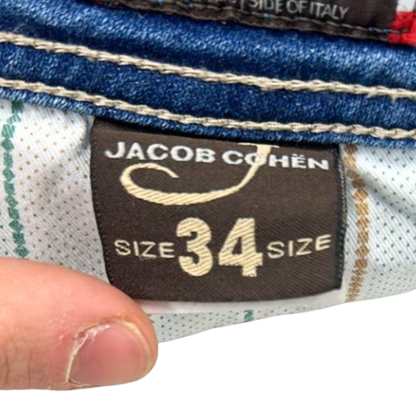 SIDE OF ITALY
JACOB COHËN
SIZE 34 SIZE